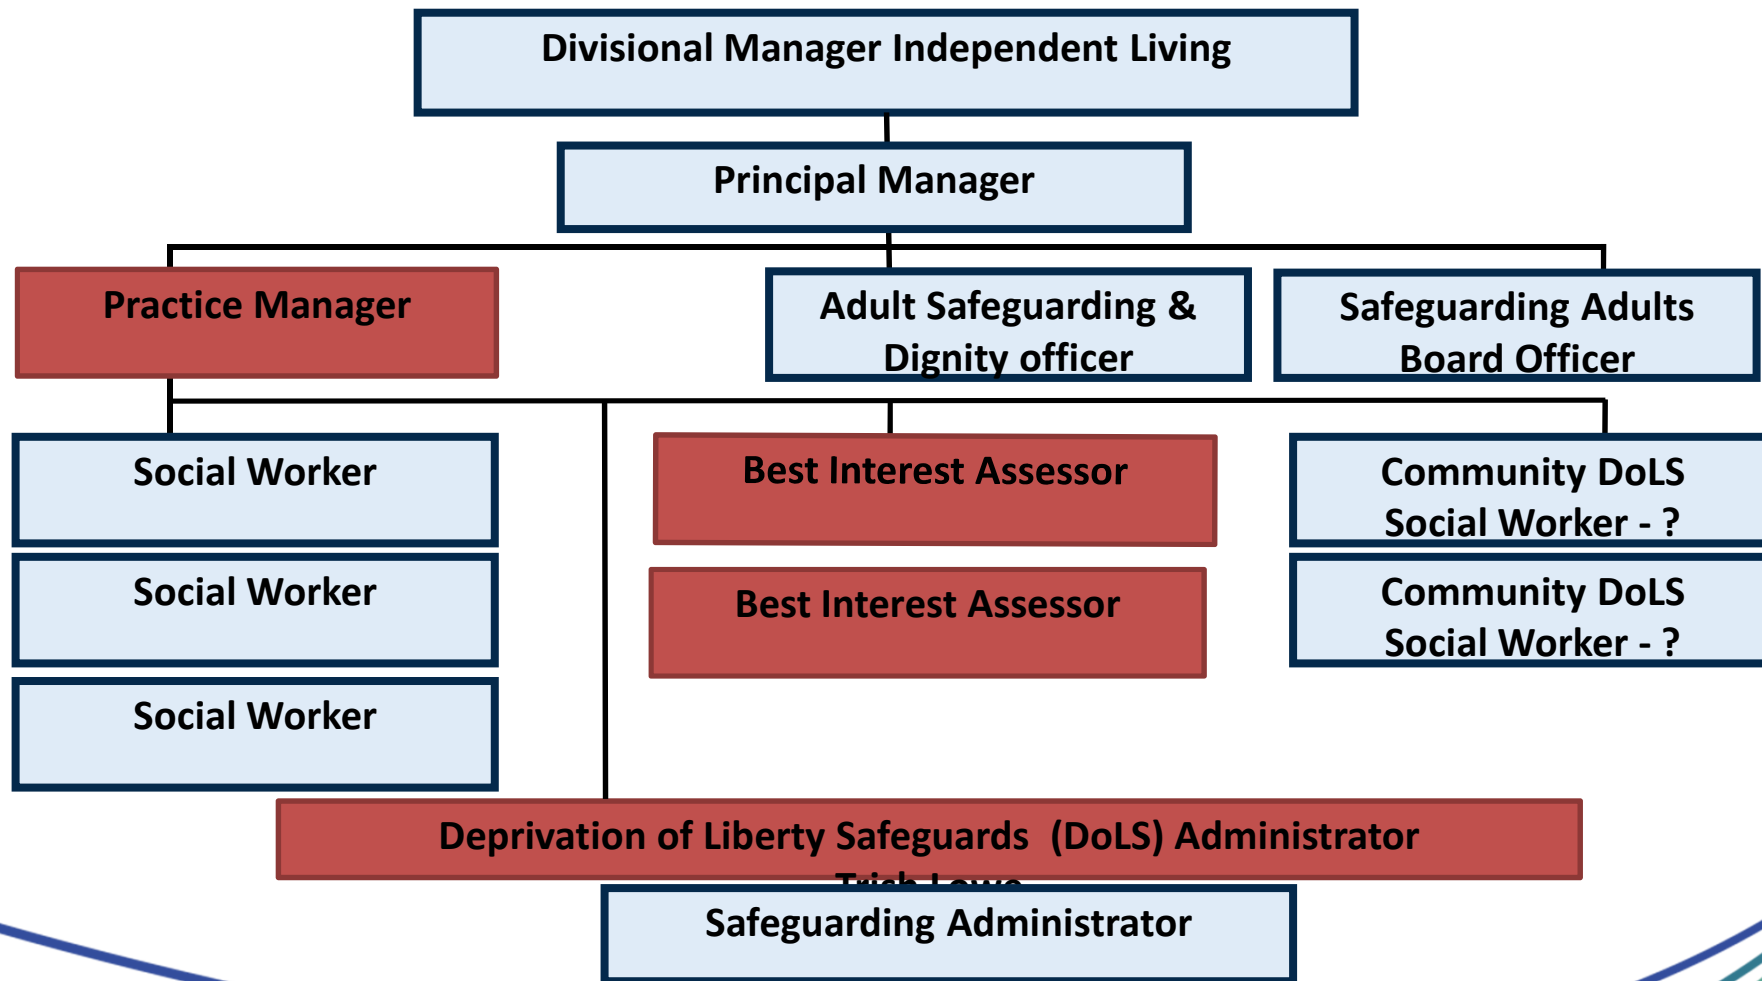 Divisional Manager Independent Living
Principal Manager
Practice Manager
Adult Safeguarding &
Dignity officer
Safeguarding Adults
Board Officer
Social Worker
Best Interest Assessor
Community DoLS
Social Worker - ?
Social Worker
Best Interest Assessor
Community DoLS
Social Worker - ?
Social Worker
Deprivation of Liberty Safeguards  (DoLS) Administrator
Trish Lowe
Safeguarding Administrator